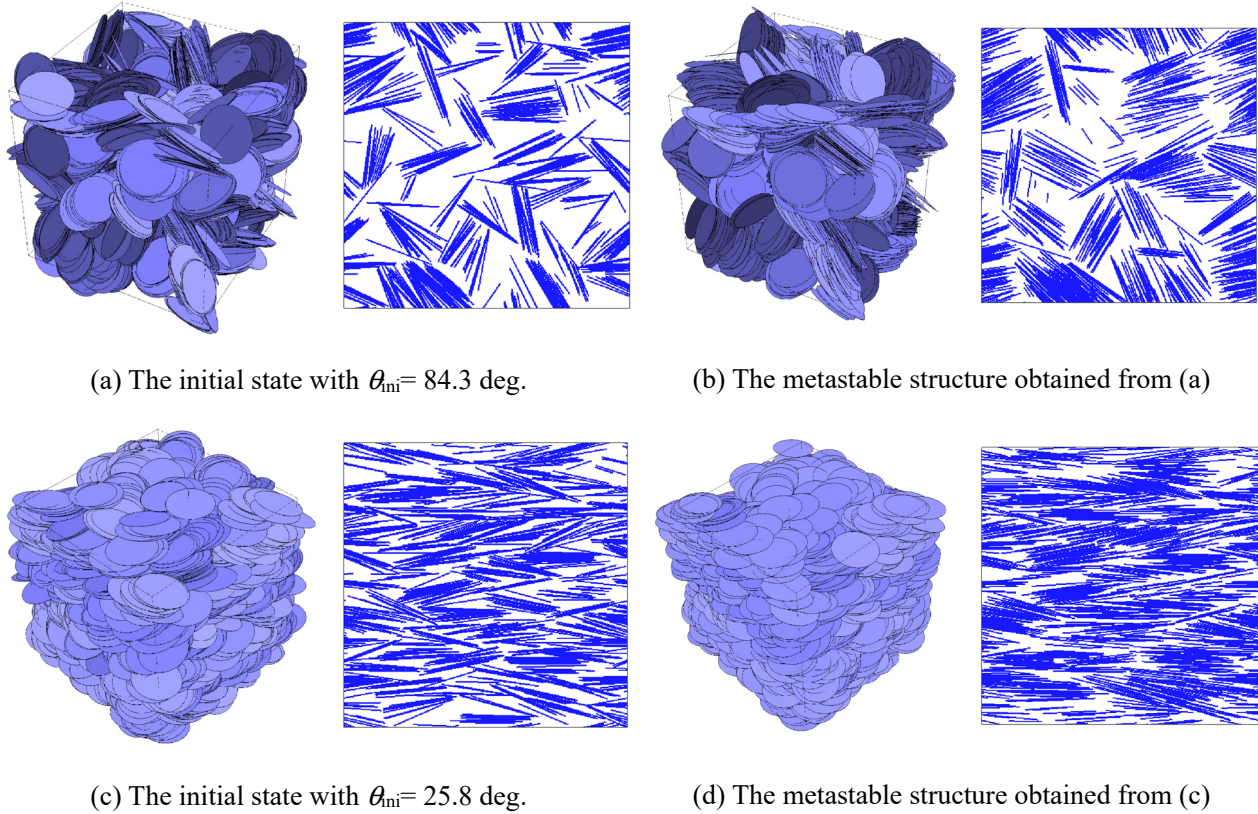 (a) The initial state with θini= 84.3 deg.
(b) The metastable structure obtained from (a)
(c) The initial state with θini= 25.8 deg.
(d) The metastable structure obtained from (c)